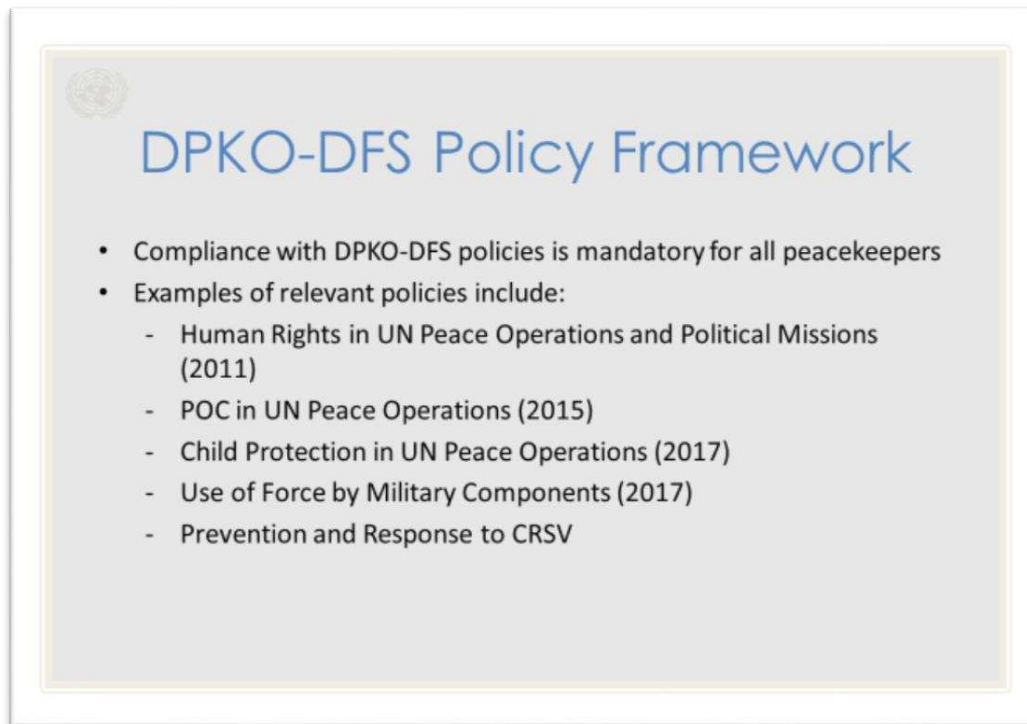 DPKO-DFS Policy Framework
• Compliance with DPKO-DFS policies is mandatory for all peacekeepers
• Examples of relevant policies include:
- Human Rights in UN Peace Operations and Political Missions
(2011)
- POC in UN Peace Operations (2015)
- Child Protection in UN Peace Operations (2017)
- Use of Force by Military Components (2017)
- Prevention and Response to CRSV